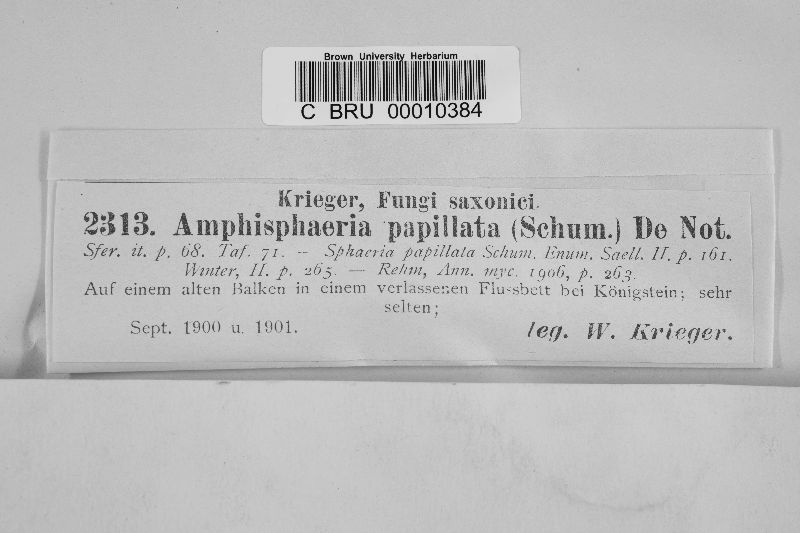 Brown University Herbarium
C BRU 00010384
Krieger, Fungi saxonici.
2313. Amphisphaeria papillata (Schum.) De Not.
Sfer. it. p. 68. Taf. 71. — Sphaeria papillata Schum. Enum. Saell. II. p. 161.
Winter, II. p. 265. — Rehm, Ann. myc. 1906, p. 263.
Auf einem alten Balken in einem verlassenen Flussbett bei Königstein; sehr
selten;
Sept. 1900 u. 1901. leg. W. Krieger.